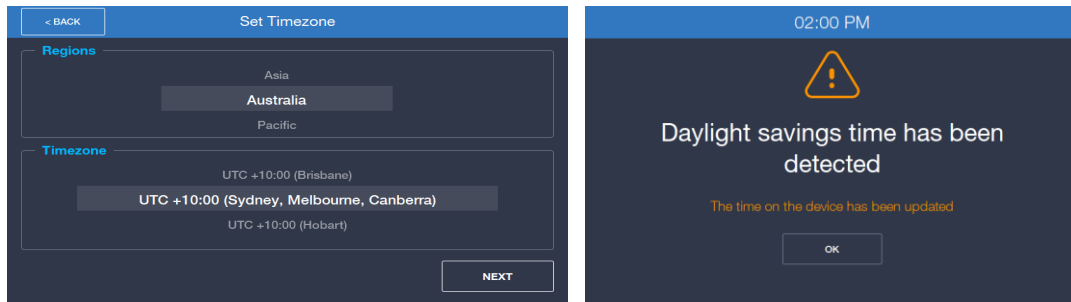 < BACK
Set Timezone
Regions
Asia
Australia
Pacific
Timezone
UTC +10:00 (Brisbane)
UTC +10:00 (Sydney, Melbourne, Canberra)
UTC +10:00 (Hobart)
NEXT
02:00 PM
Daylight savings time has been
detected
The time on the device has been updated
OK